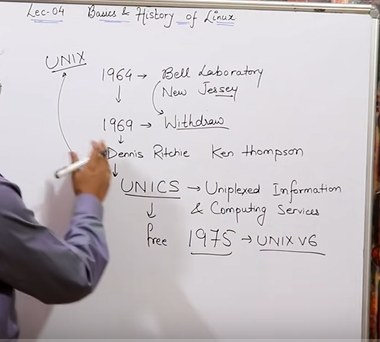 Lec-04 Basics & History of Linux
UNIX
1964 → Bell Laboratory
New Jersey
1969 → Withdraw
Dennis Ritchie Ken thompson
UNICS → Uniplexed Information
& Computing Services
free 1975 → UNIX V6